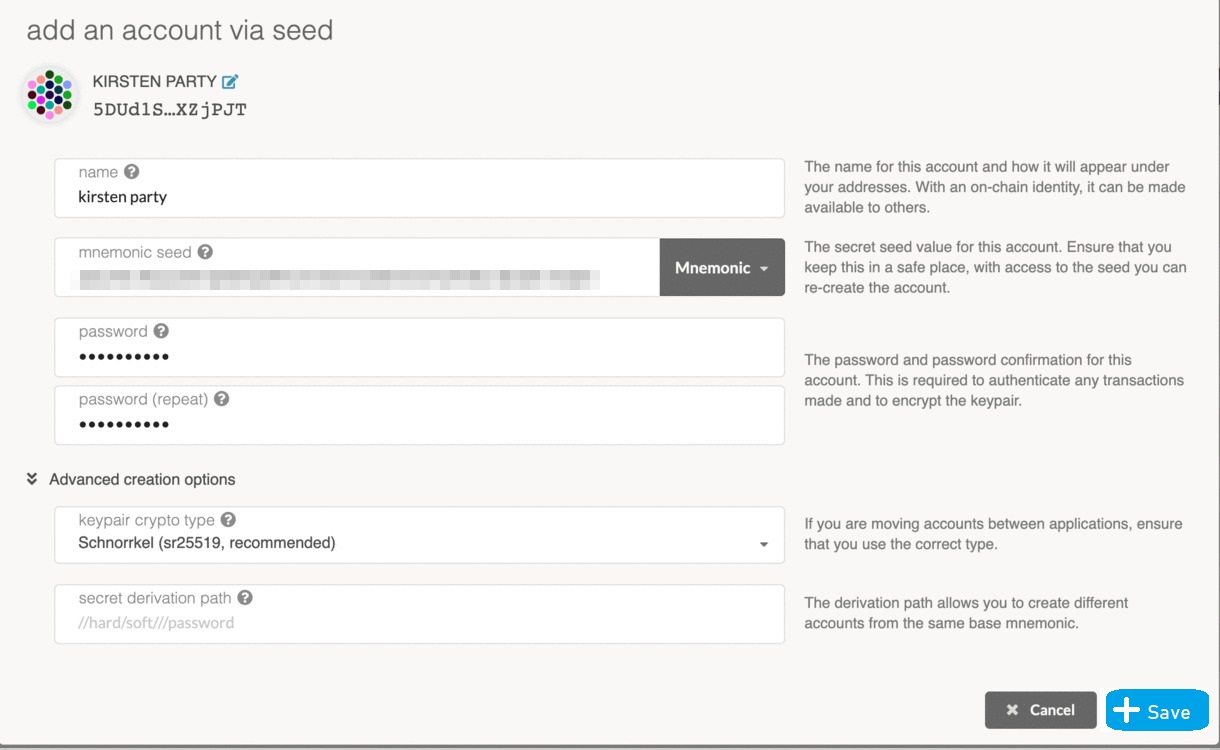 add an account via seed
KIRSTEN PARTY
5DUdlS…XZjPJT
name
kirsten party
The name for this account and how it will appear under
your addresses. With an on-chain identity, it can be made
available to others.
mnemonic seed
Mnemonic
The secret seed value for this account. Ensure that you
keep this in a safe place, with access to the seed you can
re-create the account.
password
••••••••••
password (repeat)
••••••••••
The password and password confirmation for this
account. This is required to authenticate any transactions
made and to encrypt the keypair.
Advanced creation options
keypair crypto type
Schnorrkel (sr25519, recommended)
If you are moving accounts between applications, ensure
that you use the correct type.
secret derivation path
//hard/soft///password
The derivation path allows you to create different
accounts from the same base mnemonic.
Cancel
Save